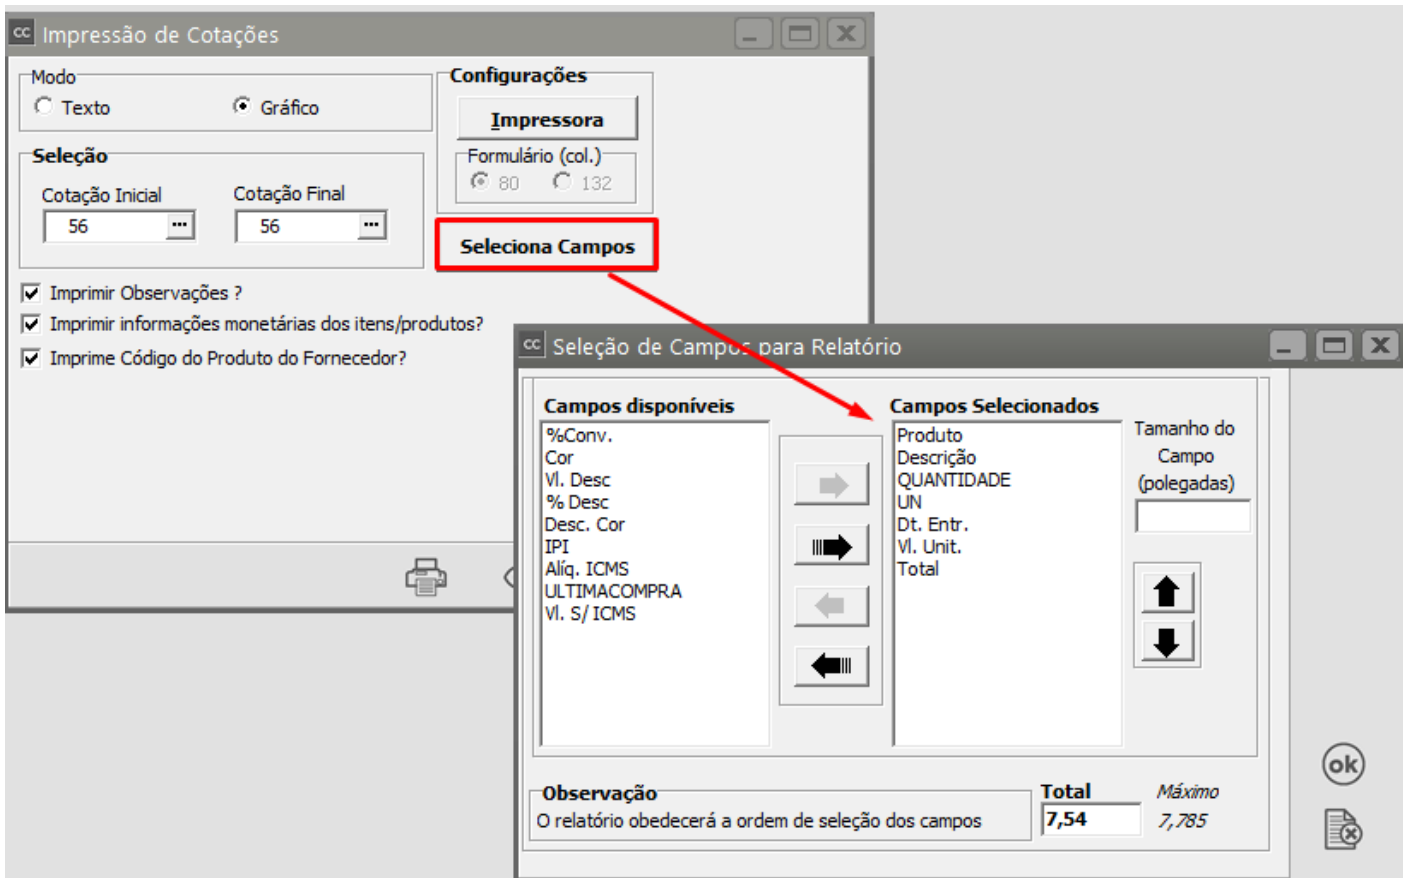 cc Impressão de Cotações
Modo
Texto Gráfico
Configurações
Impressora
Formulário (col.)
80 132
Seleção
Cotação Inicial Cotação Final
56 ... 56 ...
Seleciona Campos
Imprimir Observações ?
Imprimir informações monetárias dos itens/produtos?
Imprime Código do Produto do Fornecedor?
cc Seleção de Campos para Relatório
Campos disponíveis
%Conv.
Cor
Vl. Desc
% Desc
Desc. Cor
IPI
Alíq. ICMS
ULTIMACOMPRA
Vl. S/ ICMS
Campos Selecionados
Produto
Descrição
QUANTIDADE
UN
Dt. Entr.
Vl. Unit.
Total
Tamanho do
Campo
(polegadas)
Observação
O relatório obedecerá a ordem de seleção dos campos
Total Máximo
7,54 7,785
ok